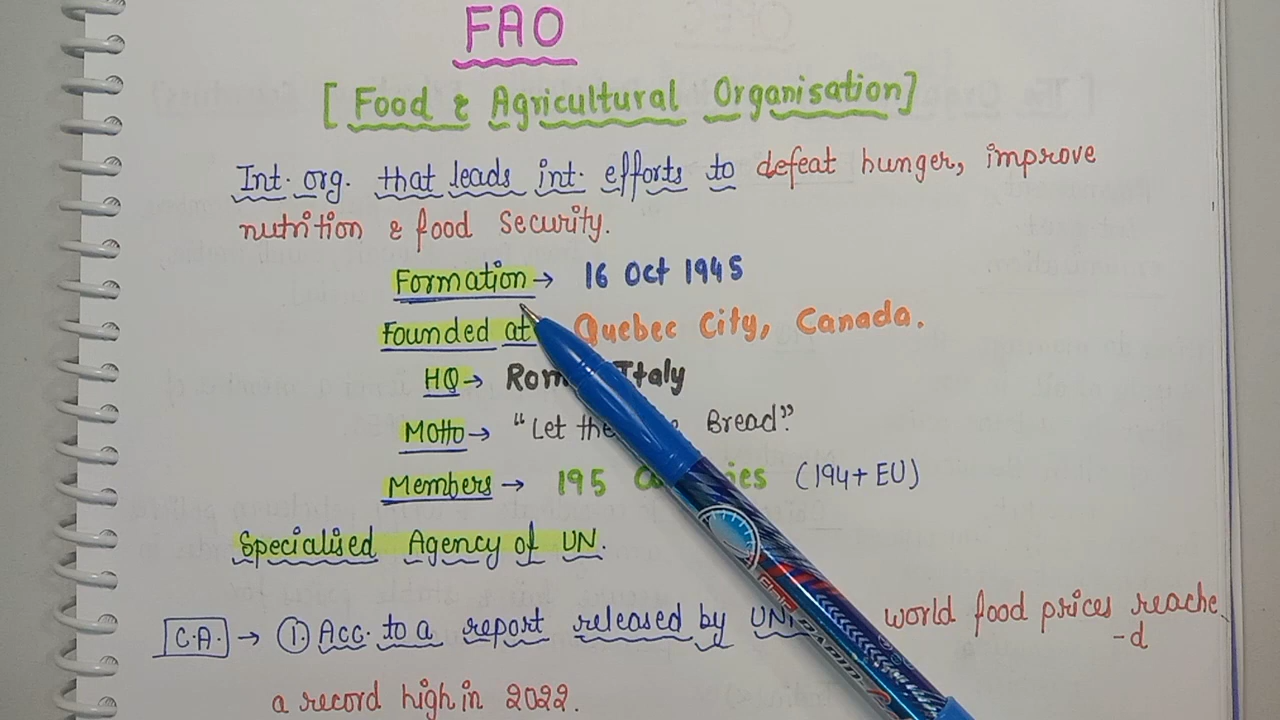 FAO
[Food & Agricultural Organisation]
Int. org. that leads int. efforts to defeat hunger, improve
nutrition & food security.
Formation → 16 Oct 1945
Founded at Quebec City, Canada.
HQ → Italy
Motto → "Let Bread".
Members → 195 (194+ EU)
Specialised Agency of UN.
C.A. → ① Acc. to a report released by world food prices reache
-d
a record high in 2022.